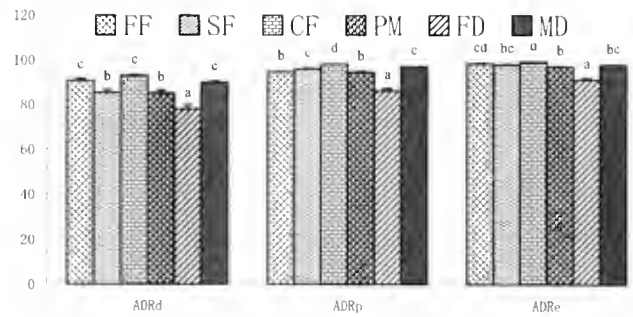 120
FF SF CF PM FD MD
100
80
60
40
20
0
c b c b a c
b c d b a c
cd bc d b a bc
ADRd ADRp ADRe